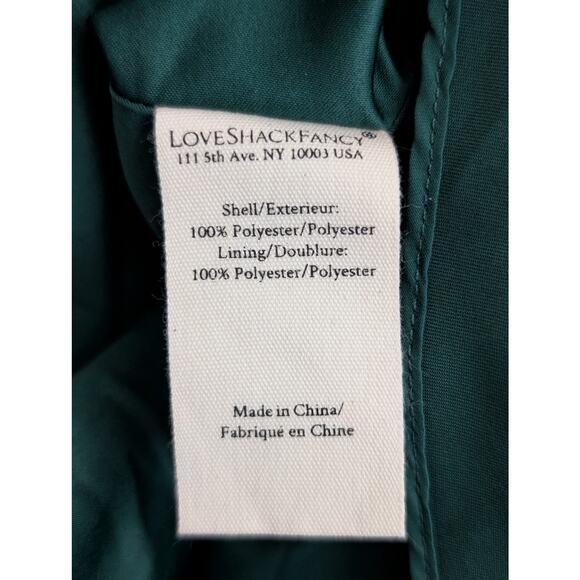 LOVESHACKFANCY®
111 5th Ave. NY 10003 USA
Shell/Exterieur:
100% Polyester/Polyester
Lining/Doublure:
100% Polyester/Polyester
Made in China/
Fabriqué en Chine